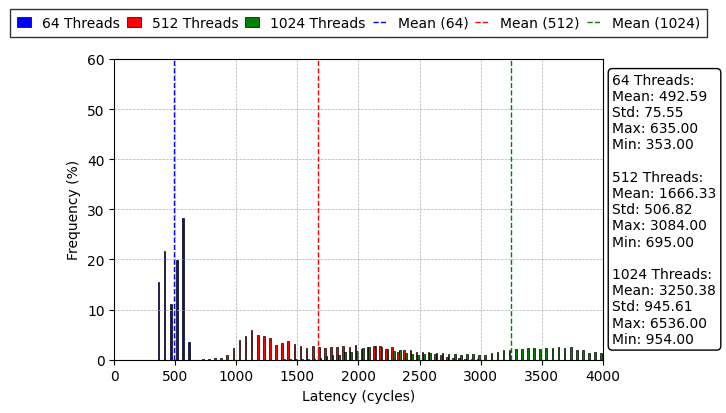 64 Threads 512 Threads 1024 Threads Mean (64) Mean (512) Mean (1024)
60
50
40
30
20
10
0
Frequency (%)
0 500 1000 1500 2000 2500 3000 3500 4000
Latency (cycles)
64 Threads:
Mean: 492.59
Std: 75.55
Max: 635.00
Min: 353.00
512 Threads:
Mean: 1666.33
Std: 506.82
Max: 3084.00
Min: 695.00
1024 Threads:
Mean: 3250.38
Std: 945.61
Max: 6536.00
Min: 954.00